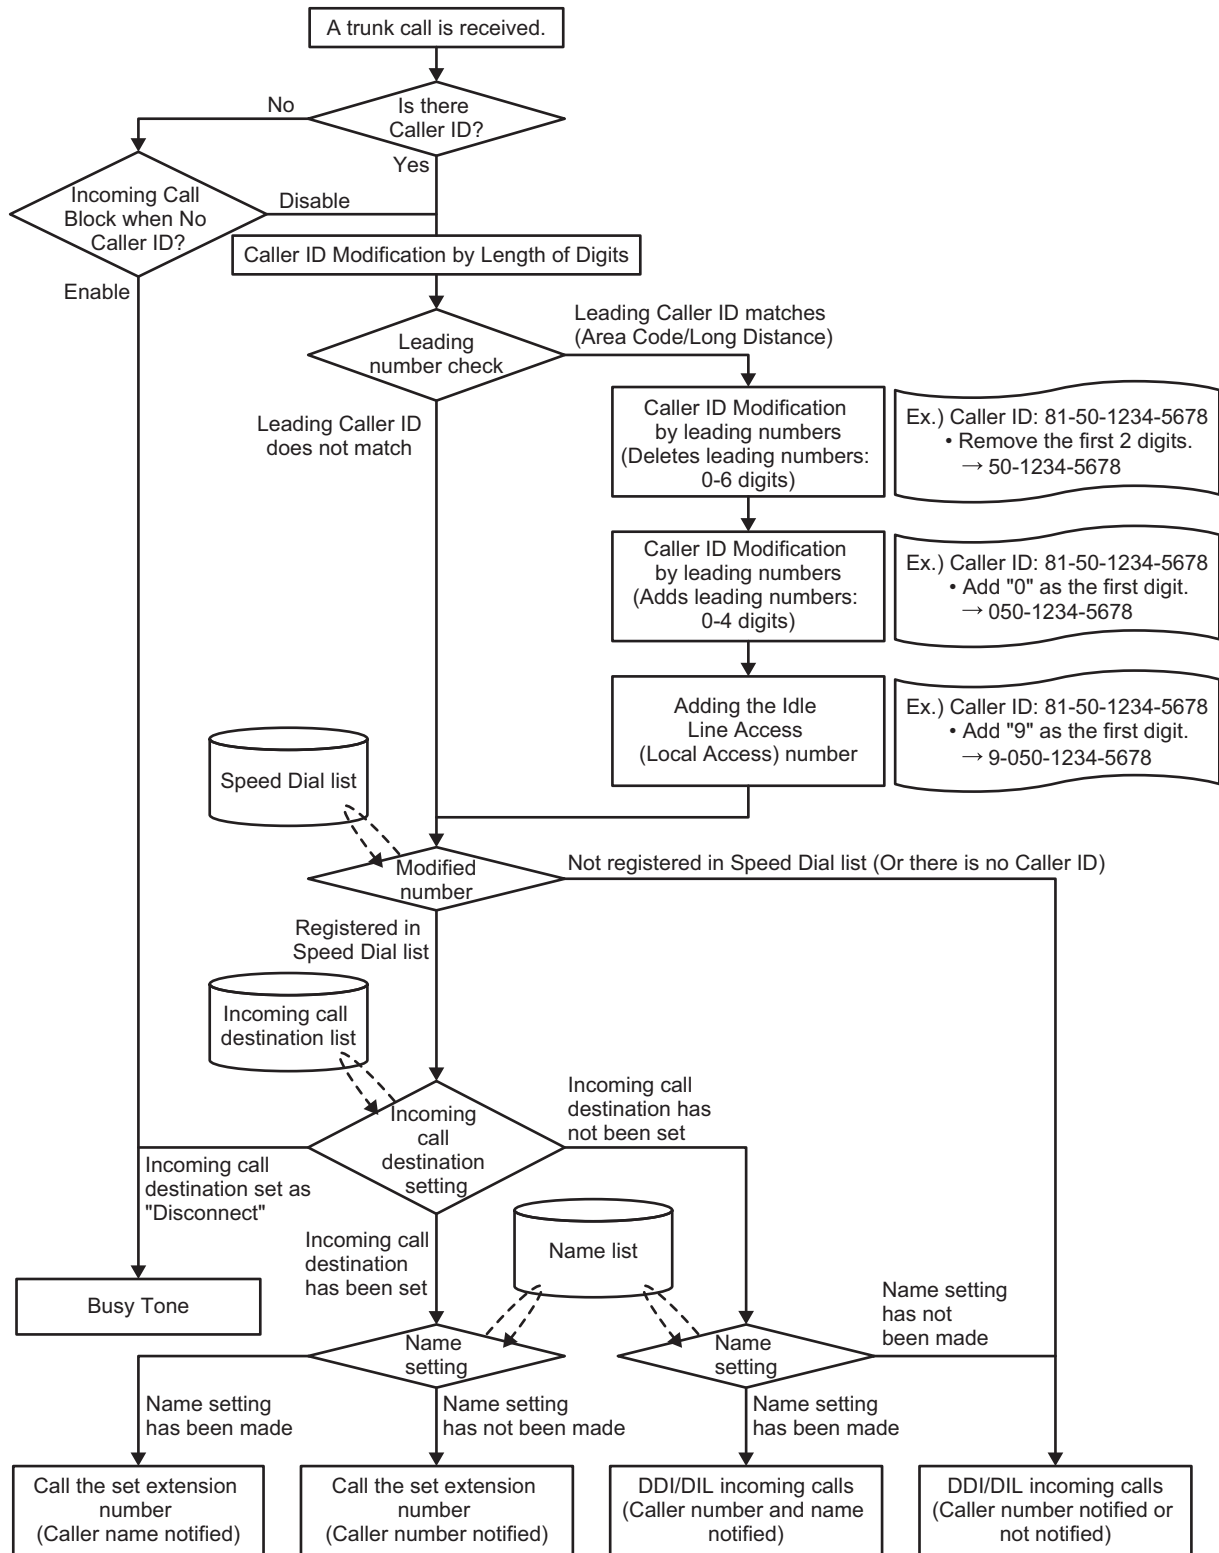 A trunk call is received.
Is there
Caller ID?
No
Yes
Incoming Call
Block when No
Caller ID?
Disable
Enable
Caller ID Modification by Length of Digits
Leading
number check
Leading Caller ID matches
(Area Code/Long Distance)
Leading Caller ID
does not match
Caller ID Modification
by leading numbers
(Deletes leading numbers:
0-6 digits)
Ex.) Caller ID: 81-50-1234-5678
• Remove the first 2 digits.
→ 50-1234-5678
Caller ID Modification
by leading numbers
(Adds leading numbers:
0-4 digits)
Ex.) Caller ID: 81-50-1234-5678
• Add "0" as the first digit.
→ 050-1234-5678
Adding the Idle
Line Access
(Local Access) number
Ex.) Caller ID: 81-50-1234-5678
• Add "9" as the first digit.
→ 9-050-1234-5678
Speed Dial list
Modified
number
Not registered in Speed Dial list (Or there is no Caller ID)
Registered in
Speed Dial list
Incoming call
destination list
Incoming
call
destination
setting
Incoming call
destination has
not been set
Incoming call
destination set as
"Disconnect"
Incoming call
destination
has been set
Name list
Busy Tone
Name
setting
Name
setting
Name setting
has not
been made
Name setting
has been made
Name setting
has not been made
Name setting
has been made
Call the set extension
number
(Caller name notified)
Call the set extension
number
(Caller number notified)
DDI/DIL incoming calls
(Caller number and name
notified)
DDI/DIL incoming calls
(Caller number notified or
not notified)